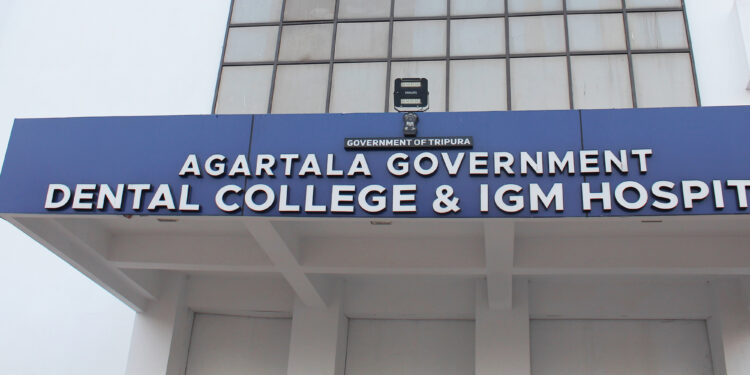 GOVERNMENT OF TRIPURA
AGARTALA GOVERNMENT
DENTAL COLLEGE & IGM HOSPIT